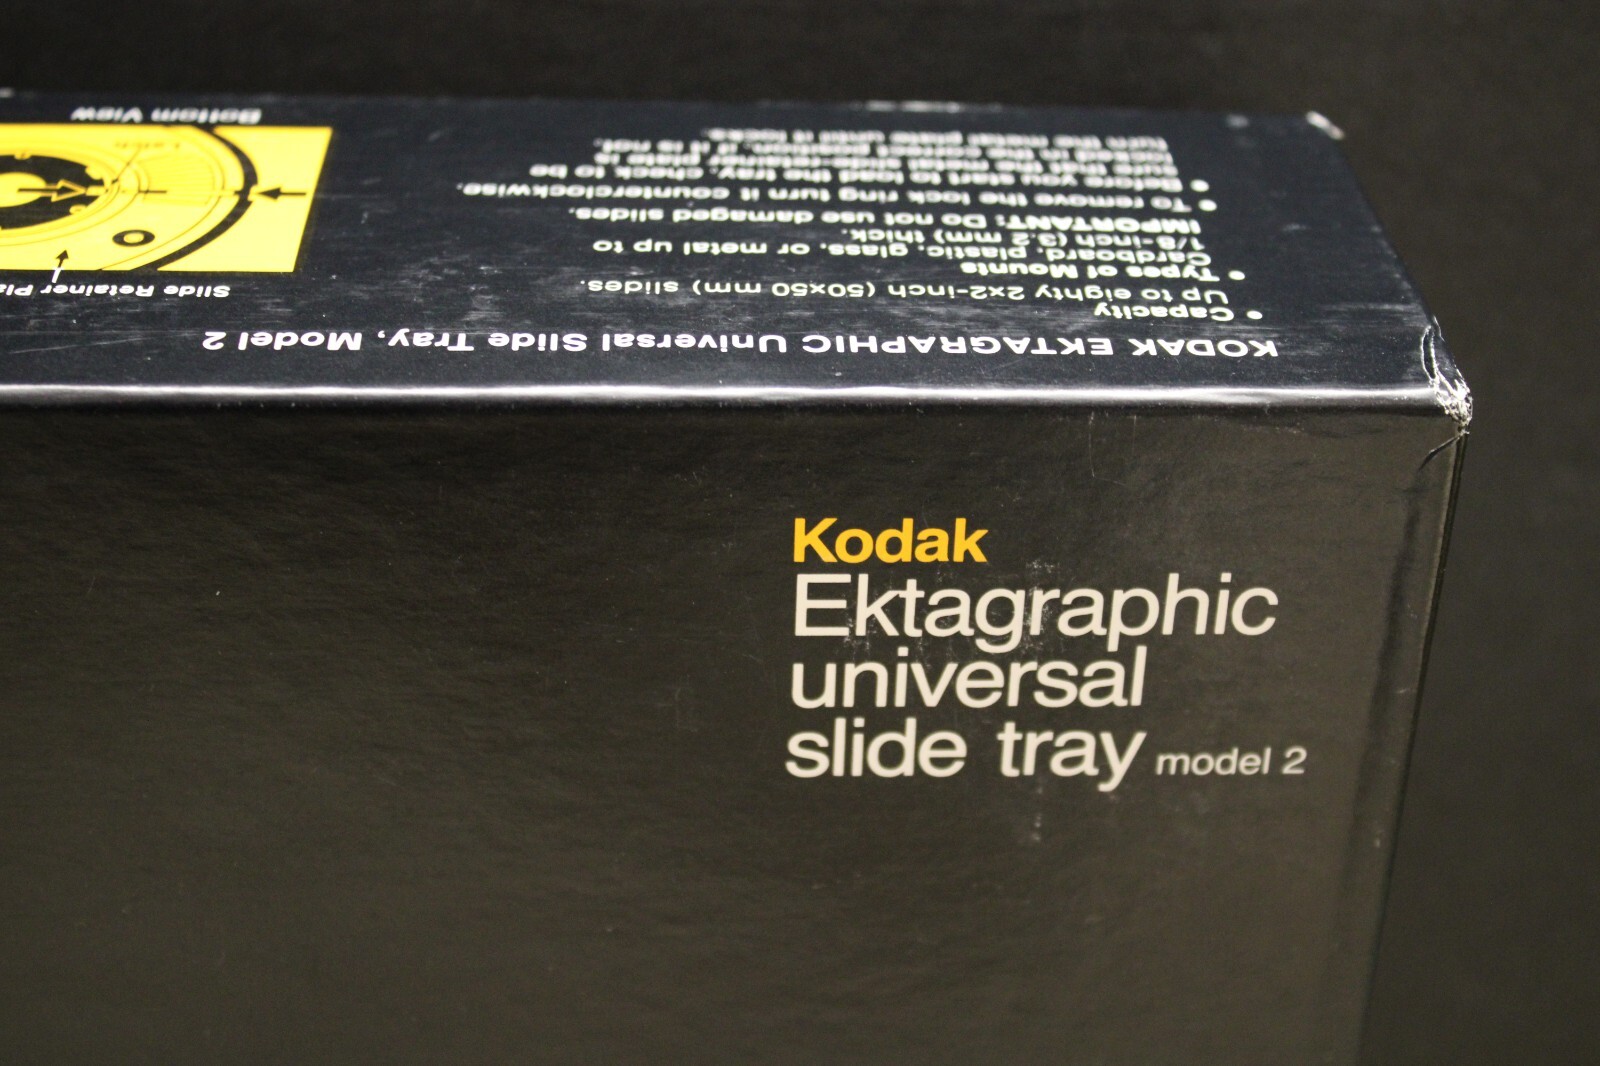 Kodak
Ektagraphic
universal
slide tray model 2
KODAK EKTAGRAPHIC Universal Slide Tray, Model 2
• Capacity
Up to eighty 2x2-inch (50x50 mm) slides.
• Types of Mounts
Cardboard, plastic, glass, or metal up to
1/8-inch (3.2 mm) thick.
IMPORTANT: Do not use damaged slides.
• To remove the lock ring turn it counterclockwise.
• Before you start to load the tray, check to be
sure that the metal slide-retainer plate is
locked in the correct position. If it is not,
turn the metal plate until it locks.
Slide Retainer
O
Latch
Bottom View